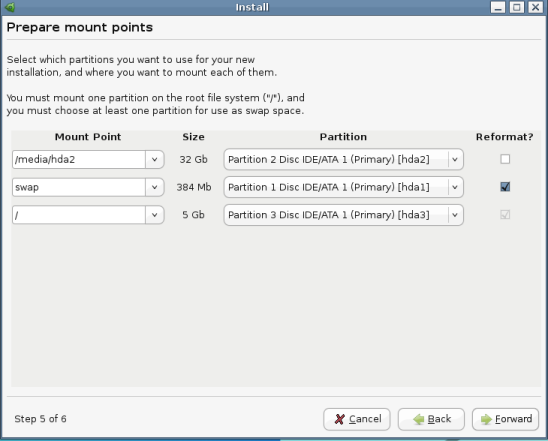 Install
Prepare mount points
Select which partitions you want to use for your new
installation, and where you want to mount each of them.
You must mount one partition on the root file system ("/"), and
you must choose at least one partition for use as swap space.
Mount Point Size Partition Reformat?
/media/hda2 32 Gb Partition 2 Disc IDE/ATA 1 (Primary) [hda2]
swap 384 Mb Partition 1 Disc IDE/ATA 1 (Primary) [hda1]
/ 5 Gb Partition 3 Disc IDE/ATA 1 (Primary) [hda3]
Step 5 of 6 Cancel Back Forward